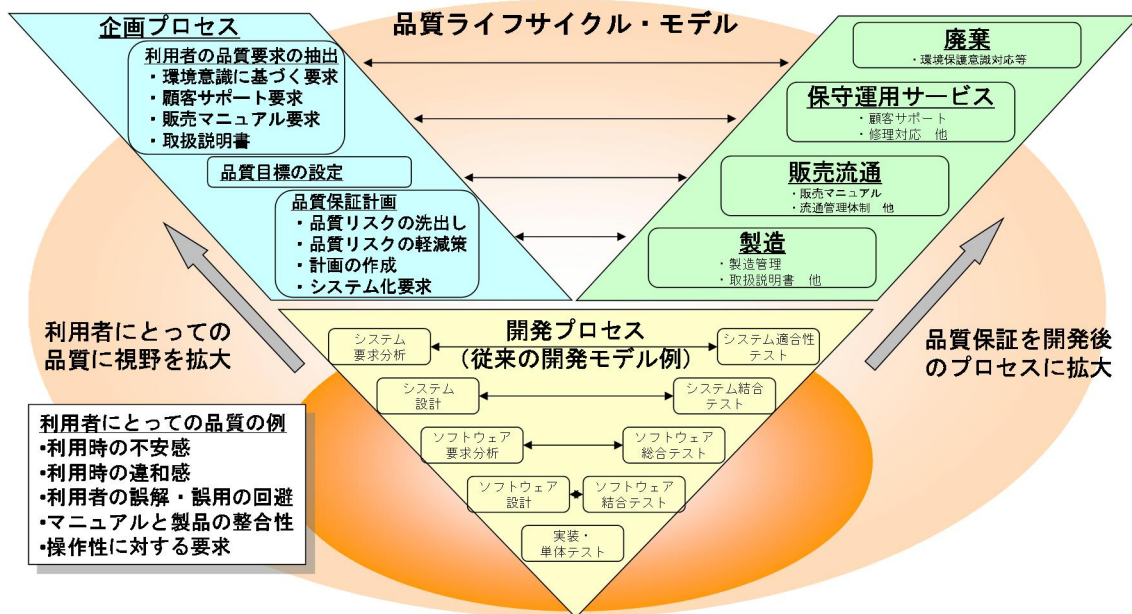 品質ライフサイクル・モデル
企画プロセス
利用者の品質要求の抽出
・環境意識に基づく要求
・顧客サポート要求
・販売マニュアル要求
・取扱説明書
品質目標の設定
品質保証計画
・品質リスクの洗出し
・品質リスクの軽減策
・計画の作成
・システム化要求
廃棄
・環境保護意識対応等
保守運用サービス
・顧客サポート
・修理対応　他
販売流通
・販売マニュアル
・流通管理体制　他
製造
・製造管理
・取扱説明書　他
利用者にとっての
品質に視野を拡大
品質保証を開発後
のプロセスに拡大
開発プロセス
（従来の開発モデル例）
システム
要求分析
システム適合性
テスト
システム
設計
システム結合
テスト
ソフトウェア
要求分析
ソフトウェア
総合テスト
ソフトウェア
設計
ソフトウェア
結合テスト
実装・
単体テスト
利用者にとっての品質の例
•利用時の不安感
•利用時の違和感
•利用者の誤解・誤用の回避
•マニュアルと製品の整合性
•操作性に対する要求